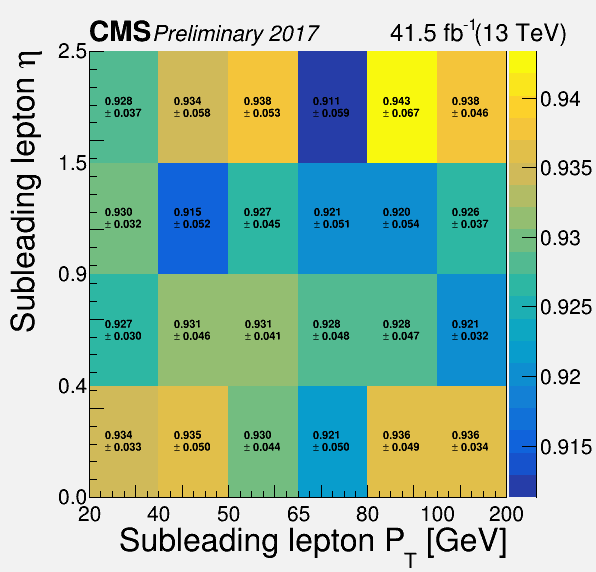 CMS Preliminary 2017 41.5 fb-1(13 TeV)
Subleading lepton η
2.5
1.5
0.9
0.4
0.0
0.928 0.934 0.938 0.911 0.943 0.938
± 0.037 ± 0.058 ± 0.053 ± 0.059 ± 0.067 ± 0.046
0.930 0.915 0.927 0.921 0.920 0.926
± 0.032 ± 0.052 ± 0.045 ± 0.051 ± 0.054 ± 0.037
0.927 0.931 0.931 0.928 0.928 0.921
± 0.030 ± 0.046 ± 0.041 ± 0.048 ± 0.047 ± 0.032
0.934 0.935 0.930 0.921 0.936 0.936
± 0.033 ± 0.050 ± 0.044 ± 0.050 ± 0.049 ± 0.034
0.94
0.935
0.93
0.925
0.92
0.915
20 40 50 65 80 100 200
Subleading lepton PT [GeV]